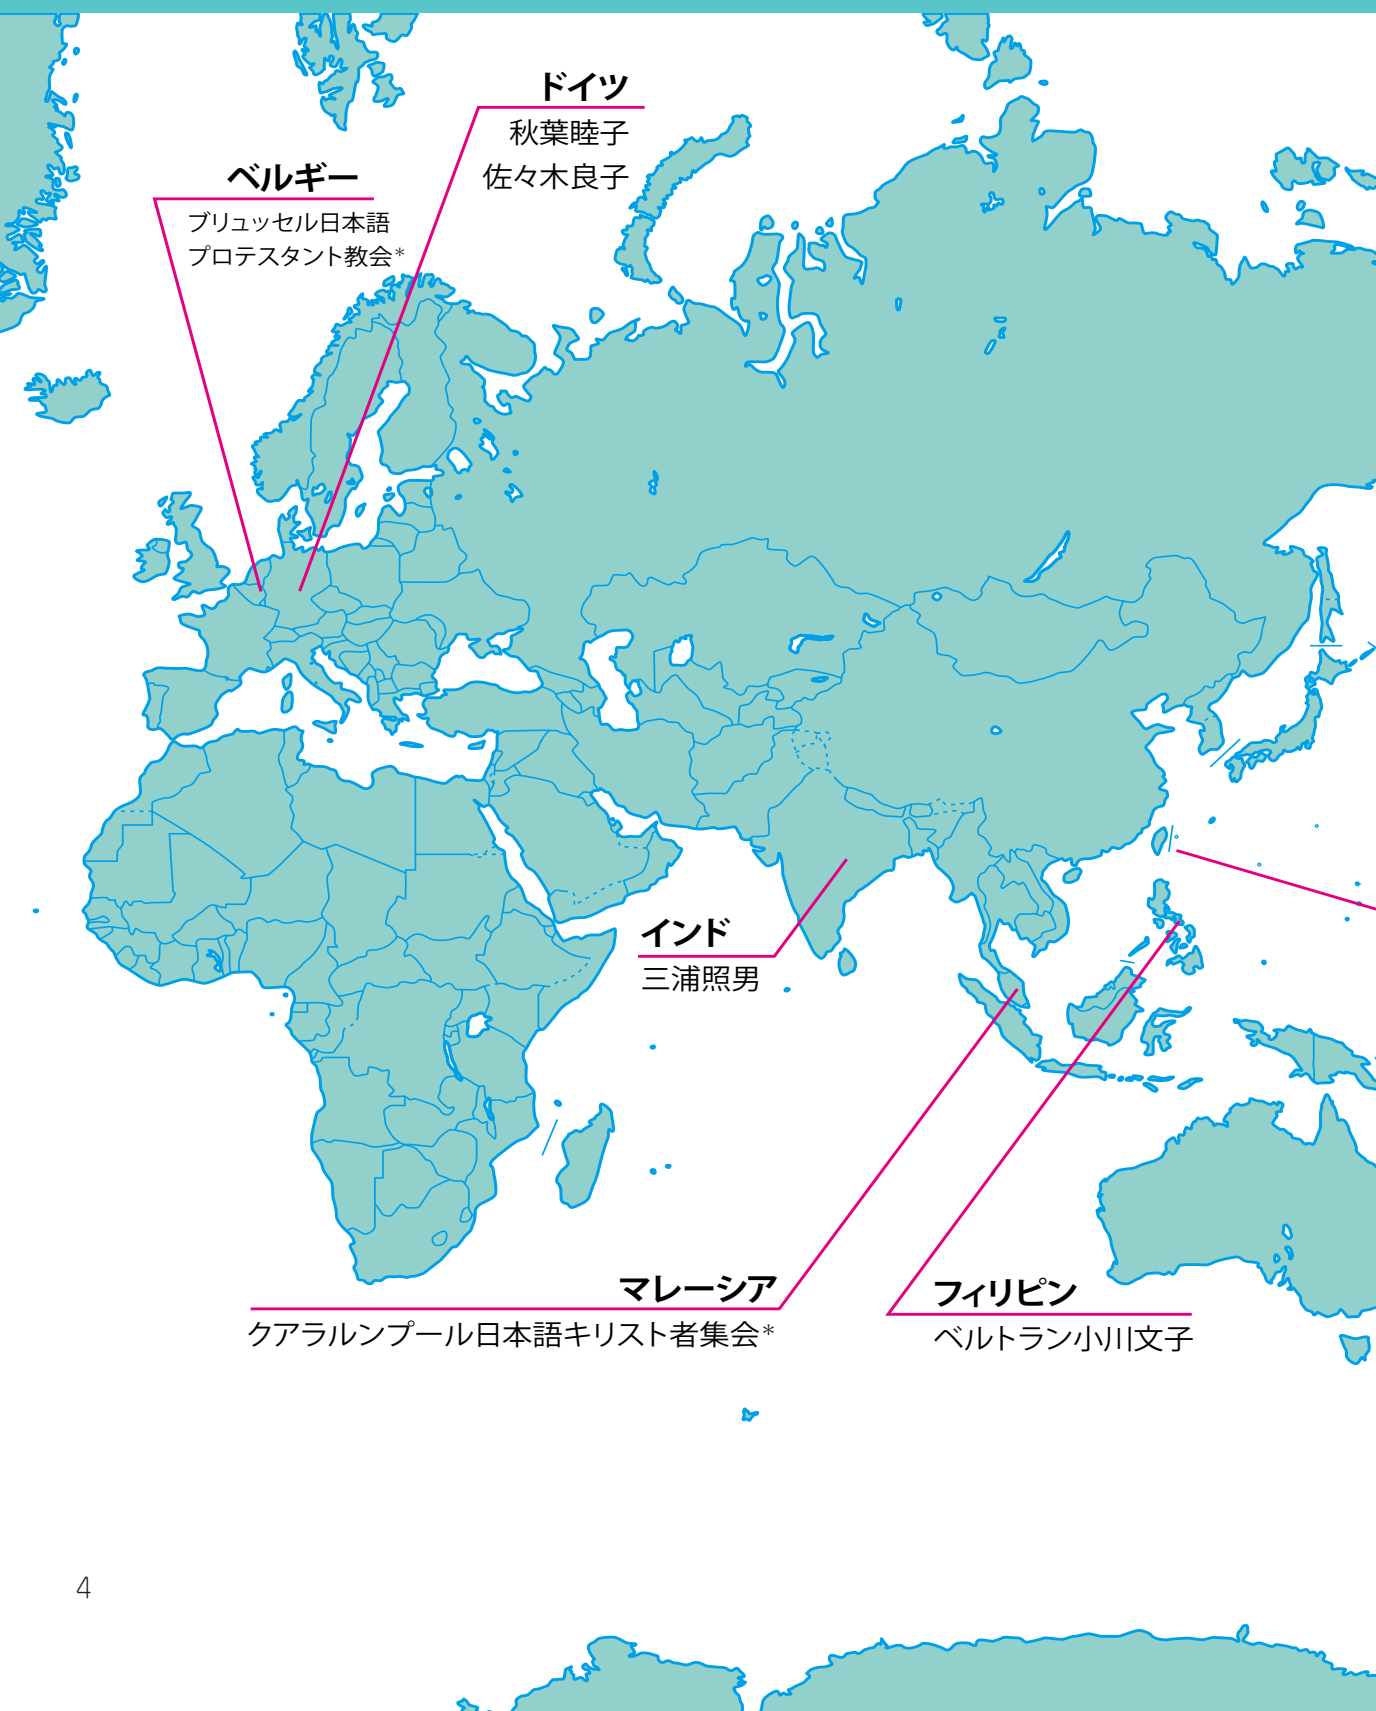 ドイツ
秋葉睦子
佐々木良子
ベルギー
ブリュッセル日本語
プロテスタント教会*
インド
三浦照男
マレーシア
クアラルンプール日本語キリスト者集会*
フィリピン
ベルトラン小川文子
4